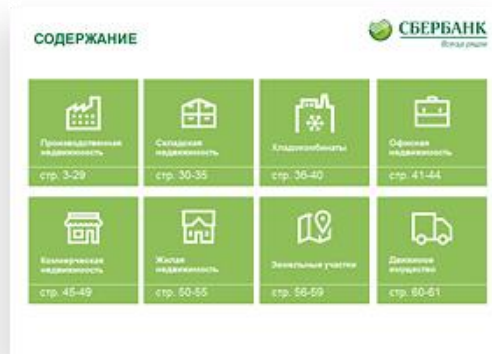 СОДЕРЖАНИЕ
СБЕРБАНК
Всегда рядом
Производственная
недвижимость
стр. 3-29
Складская
недвижимость
стр. 30-35
Хладокомбинаты
стр. 36-40
Офисная
недвижимость
стр. 41-44
Коммерческая
недвижимость
стр. 45-49
Жилая
недвижимость
стр. 50-55
Земельные участки
стр. 56-59
Движимое
имущество
стр. 60-61